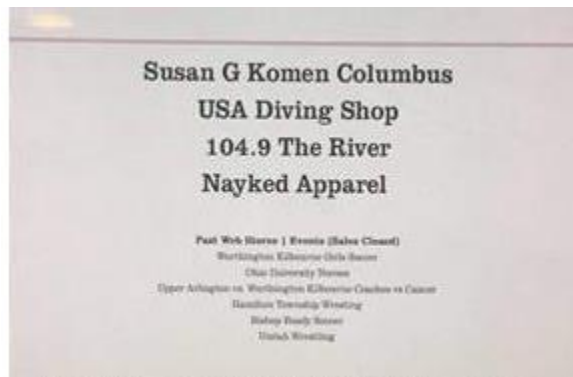 Susan G Komen Columbus
USA Diving Shop
104.9 The River
Nayked Apparel
Past Web Stores | Events (Sales Closed)
Worthington Kilbourne Girls Soccer
Ohio University Nurses
Upper Arlington vs. Worthington Kilbourne Coaches vs Cancer
Hamilton Township Wrestling
Bishop Ready Soccer
Wrestling